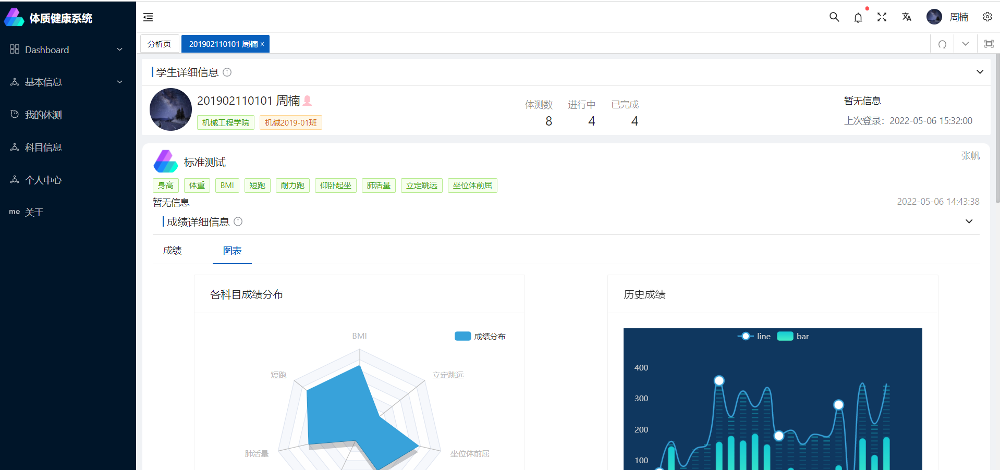 体质健康系统
Dashboard
基本信息
我的体测
科目信息
个人中心
me 关于
周楠
分析页
201902110101 周楠 ×
学生详细信息
201902110101 周楠
机械工程学院 机械2019-01班
体测数 进行中 已完成
8 4 4
暂无信息
上次登录：2022-05-06 15:32:00
标准测试
张帆
身高 体重 BMI 短跑 耐力跑 仰卧起坐 肺活量 立定跳远 坐位体前屈
暂无信息
2022-05-06 14:43:38
成绩详细信息
成绩 图表
各科目成绩分布
成绩分布
BMI
短跑
立定跳远
肺活量
坐位体前屈
历史成绩
line bar
400
300
200
100